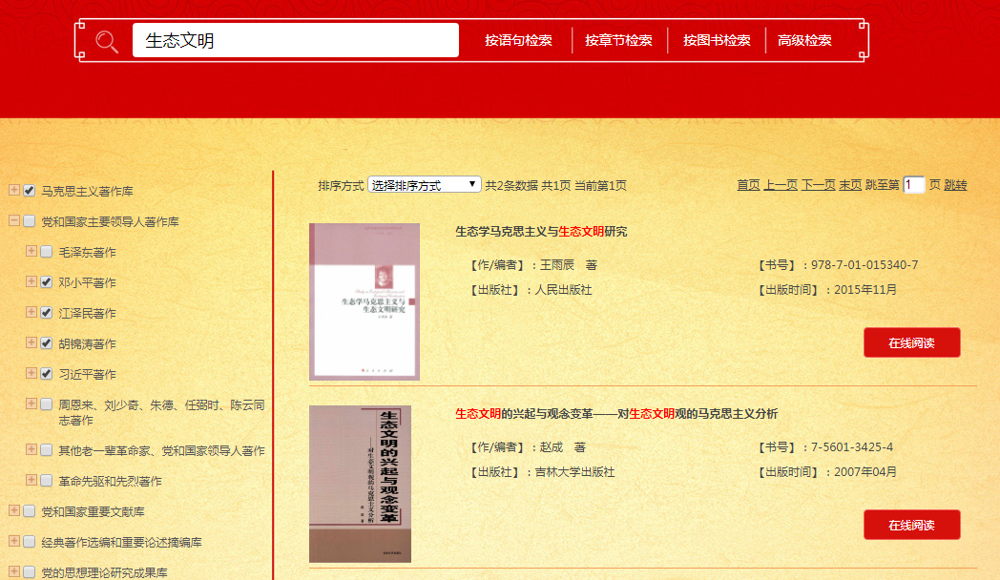 生态文明
按语句检索
按章节检索
按图书检索
高级检索
马克思主义著作库
党和国家主要领导人著作库
毛泽东著作
邓小平著作
江泽民著作
胡锦涛著作
习近平著作
周恩来、刘少奇、朱德、任弼时、陈云同
志著作
其他老一辈革命家、党和国家领导人著作
革命先驱和先烈著作
党和国家重要文献库
经典著作选编和重要论述摘编库
党的思想理论研究成果库
排序方式 选择排序方式 共2条数据 共1页 当前第1页
首页 上一页 下一页 末页 跳至第 1 页 跳转
生态学马克思主义与
生态文明研究
生态学马克思主义与生态文明研究
【作/编者】：王雨辰 著
【书号】：978-7-01-015340-7
【出版社】：人民出版社
【出版时间】：2015年11月
在线阅读
生态文明的兴起与观念变革
——对生态文明观的马克思主义分析
生态文明的兴起与观念变革——对生态文明观的马克思主义分析
【作/编者】：赵成 著
【书号】：7-5601-3425-4
【出版社】：吉林大学出版社
【出版时间】：2007年04月
在线阅读